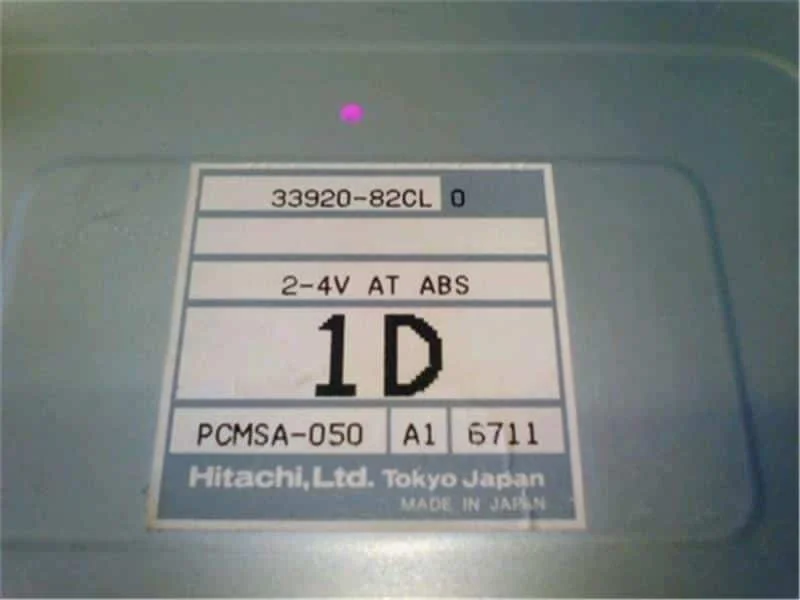 33920-82CL 0
2-4V AT ABS
1D
PCMSA-050 A1 6711
Hitachi,Ltd. Tokyo Japan
MADE IN JAPAN